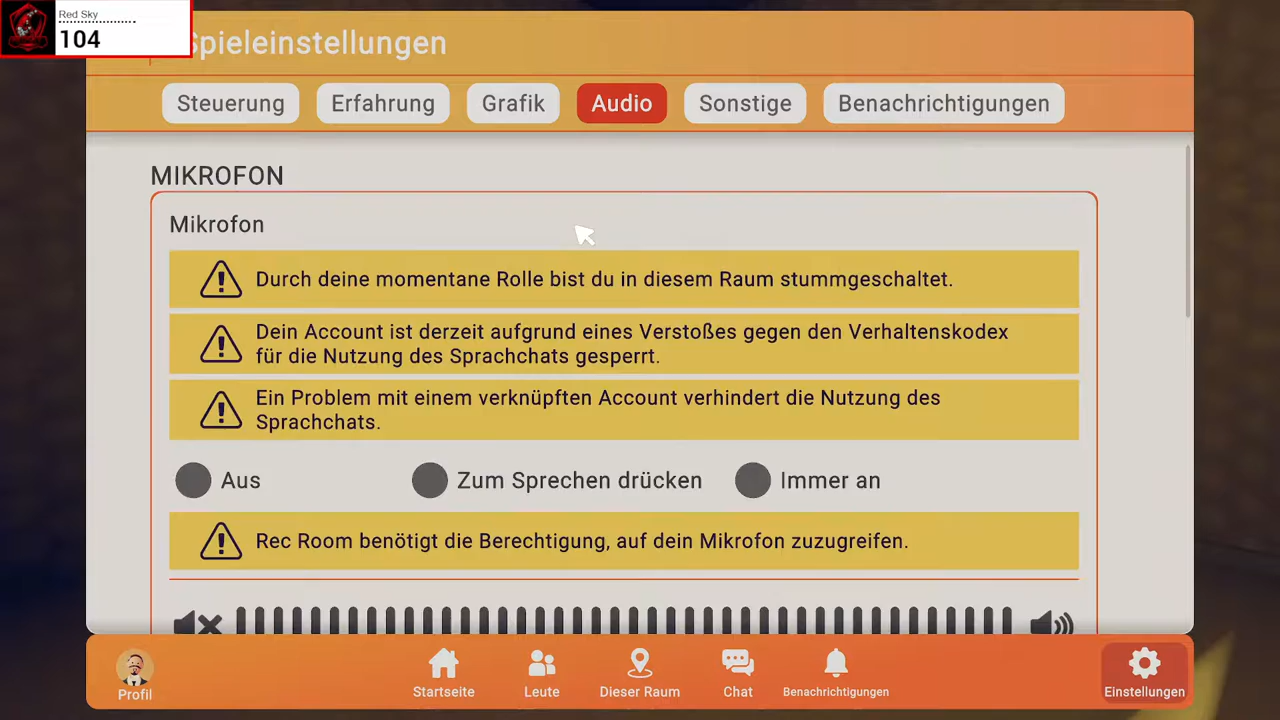 Red Sky
104
Spieleinstellungen
Steuerung
Erfahrung
Grafik
Audio
Sonstige
Benachrichtigungen
MIKROFON
Mikrofon
Durch deine momentane Rolle bist du in diesem Raum stummgeschaltet.
Dein Account ist derzeit aufgrund eines Verstoßes gegen den Verhaltenskodex
für die Nutzung des Sprachchats gesperrt.
Ein Problem mit einem verknüpften Account verhindert die Nutzung des
Sprachchats.
Aus
Zum Sprechen drücken
Immer an
Rec Room benötigt die Berechtigung, auf dein Mikrofon zuzugreifen.
Profil
Startseite
Leute
Dieser Raum
Chat
Benachrichtigungen
Einstellungen